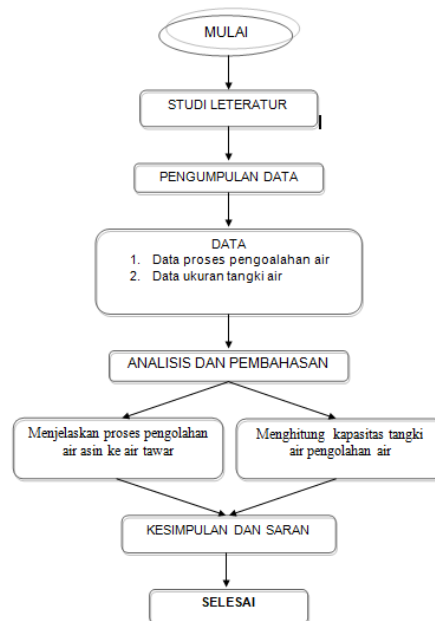 MULAI
STUDI LETERATUR
PENGUMPULAN DATA
DATA
1. Data proses pengoalahan air
2. Data ukuran tangki air
ANALISIS DAN PEMBAHASAN
Menjelaskan proses pengolahan
air asin ke air tawar
Menghitung kapasitas tangki
air pengolahan air
KESIMPULAN DAN SARAN
SELESAI